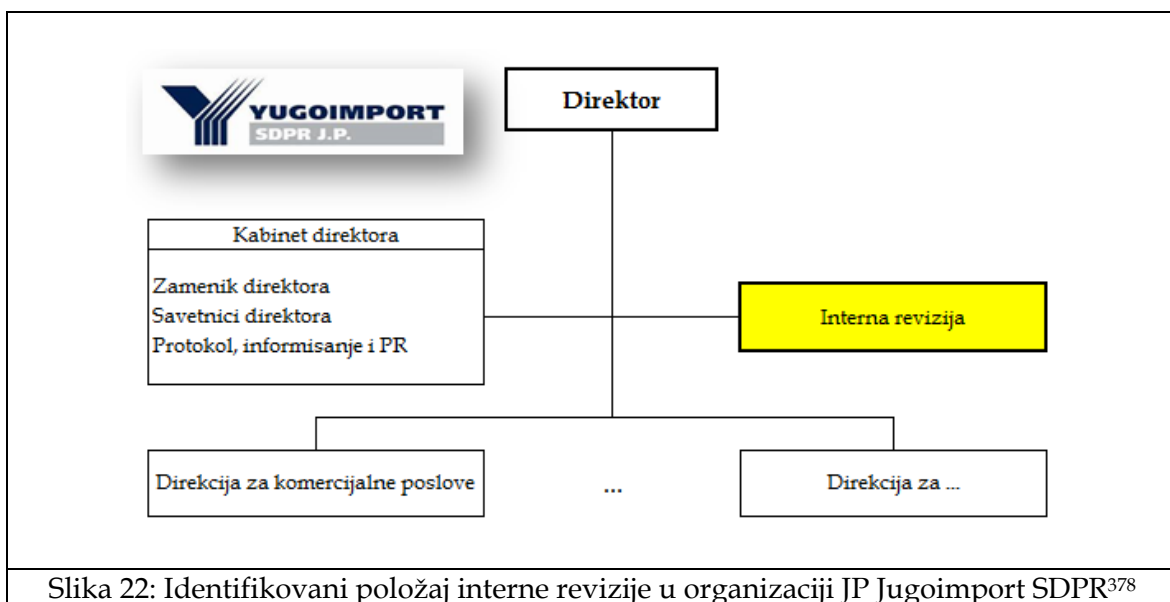 YUGOIMPORT
SDPR J.P.
Direktor
Kabinet direktora
Zamenik direktora
Savetnici direktora
Protokol, informisanje i PR
Interna revizija
Direkcija za komercijalne poslove
...
Direkcija za ...
Slika 22: Identifikovani položaj interne revizije u organizaciji JP Jugoimport SDPR³⁷⁸